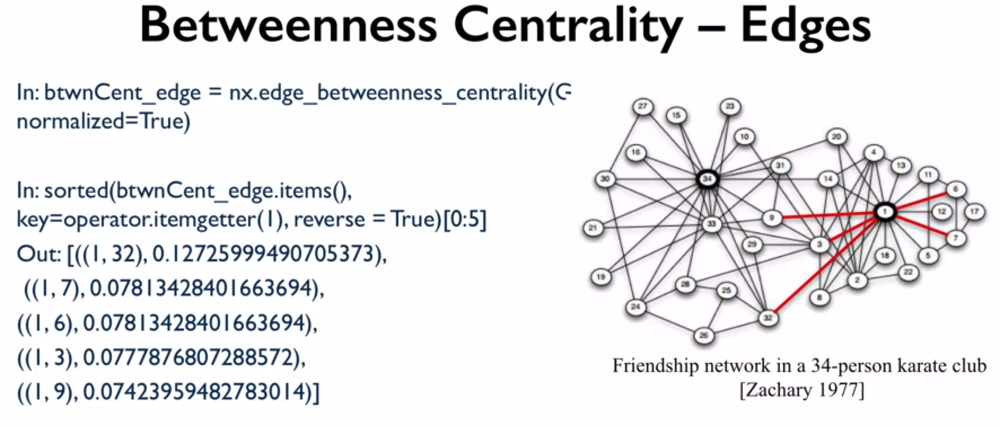 Betweenness Centrality – Edges
In: btwnCent_edge = nx.edge_betweenness_centrality(G
normalized=True)
In: sorted(btwnCent_edge.items(),
key=operator.itemgetter(1), reverse = True)[0:5]
Out: [((1, 32), 0.12725999490705373),
((1, 7), 0.07813428401663694),
((1, 6), 0.07813428401663694),
((1, 3), 0.0777876807288572),
((1, 9), 0.07423959482783014)]
27
15
23
10
20
16
4
31
13
11
30
34
14
6
1
12
17
9
33
21
7
29
3
18
5
19
22
28
2
25
8
24
32
26
Friendship network in a 34-person karate club
[Zachary 1977]